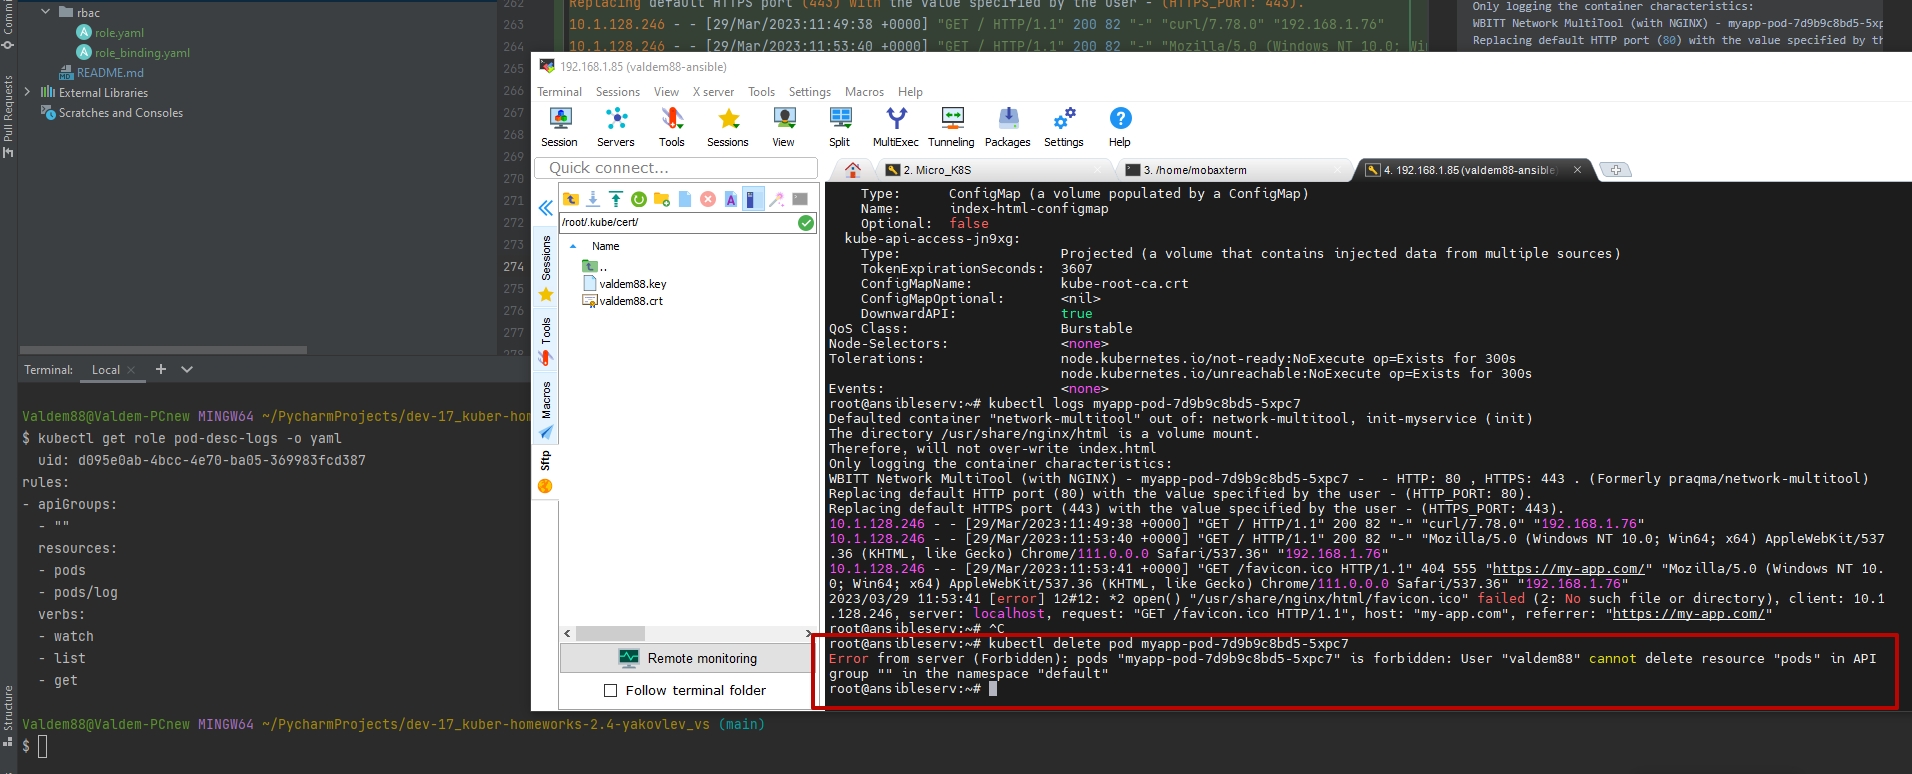 Commi
Pull Requests
Structure
rbac
role.yaml
role_binding.yaml
README.md
External Libraries
Scratches and Consoles
262
263
264
265
266
267
268
269
270
271
272
273
274
275
276
277
278
Replacing default HTTPS port (443) with the value specified by the user - (HTTPS_PORT: 443).
10.1.128.246 - - [29/Mar/2023:11:49:38 +0000] "GET / HTTP/1.1" 200 82 "-" "curl/7.78.0" "192.168.1.76"
10.1.128.246 - - [29/Mar/2023:11:53:40 +0000] "GET / HTTP/1.1" 200 82 "-" "Mozilla/5.0 (Windows NT 10.0; Wi
Only logging the container characteristics:
WBITT Network MultiTool (with NGINX) - myapp-pod-7d9b9c8bd5-5xp
Replacing default HTTP port (80) with the value specified by th
Terminal: Local
Valdem88@Valdem-PCnew MINGW64 ~/PycharmProjects/dev-17_kuber-hom
$ kubectl get role pod-desc-logs -o yaml
uid: d095e0ab-4bcc-4e70-ba05-369983fcd387
rules:
- apiGroups:
- ""
resources:
- pods
- pods/log
verbs:
- watch
- list
- get
Valdem88@Valdem-PCnew MINGW64 ~/PycharmProjects/dev-17_kuber-homeworks-2.4-yakovlev_vs (main)
$
192.168.1.85 (valdem88-ansible)
Terminal Sessions View X server Tools Settings Macros Help
Session Servers Tools Sessions View Split MultiExec Tunneling Packages Settings Help
Quick connect...
2. Micro_K8S
3. /home/mobaxterm
4. 192.168.1.85 (valdem88-ansible)
Sessions
Tools
Macros
Sftp
/root/.kube/cert/
Name
..
valdem88.key
valdem88.crt
Remote monitoring
Follow terminal folder
Type: ConfigMap (a volume populated by a ConfigMap)
Name: index-html-configmap
Optional: false
kube-api-access-jn9xg:
Type: Projected (a volume that contains injected data from multiple sources)
TokenExpirationSeconds: 3607
ConfigMapName: kube-root-ca.crt
ConfigMapOptional: <nil>
DownwardAPI: true
QoS Class: Burstable
Node-Selectors: <none>
Tolerations: node.kubernetes.io/not-ready:NoExecute op=Exists for 300s
node.kubernetes.io/unreachable:NoExecute op=Exists for 300s
Events: <none>
root@ansibleserv:~# kubectl logs myapp-pod-7d9b9c8bd5-5xpc7
Defaulted container "network-multitool" out of: network-multitool, init-myservice (init)
The directory /usr/share/nginx/html is a volume mount.
Therefore, will not over-write index.html
Only logging the container characteristics:
WBITT Network MultiTool (with NGINX) - myapp-pod-7d9b9c8bd5-5xpc7 -  - HTTP: 80 , HTTPS: 443 . (Formerly praqma/network-multitool)
Replacing default HTTP port (80) with the value specified by the user - (HTTP_PORT: 80).
Replacing default HTTPS port (443) with the value specified by the user - (HTTPS_PORT: 443).
10.1.128.246 - - [29/Mar/2023:11:49:38 +0000] "GET / HTTP/1.1" 200 82 "-" "curl/7.78.0" "192.168.1.76"
10.1.128.246 - - [29/Mar/2023:11:53:40 +0000] "GET / HTTP/1.1" 200 82 "-" "Mozilla/5.0 (Windows NT 10.0; Win64; x64) AppleWebKit/537
.36 (KHTML, like Gecko) Chrome/111.0.0.0 Safari/537.36" "192.168.1.76"
10.1.128.246 - - [29/Mar/2023:11:53:41 +0000] "GET /favicon.ico HTTP/1.1" 404 555 "https://my-app.com/" "Mozilla/5.0 (Windows NT 10.
0; Win64; x64) AppleWebKit/537.36 (KHTML, like Gecko) Chrome/111.0.0.0 Safari/537.36" "192.168.1.76"
2023/03/29 11:53:41 [error] 12#12: *2 open() "/usr/share/nginx/html/favicon.ico" failed (2: No such file or directory), client: 10.1
.128.246, server: localhost, request: "GET /favicon.ico HTTP/1.1", host: "my-app.com", referrer: "https://my-app.com/"
root@ansibleserv:~# ^C
root@ansibleserv:~# kubectl delete pod myapp-pod-7d9b9c8bd5-5xpc7
Error from server (Forbidden): pods "myapp-pod-7d9b9c8bd5-5xpc7" is forbidden: User "valdem88" cannot delete resource "pods" in API
group "" in the namespace "default"
root@ansibleserv:~#